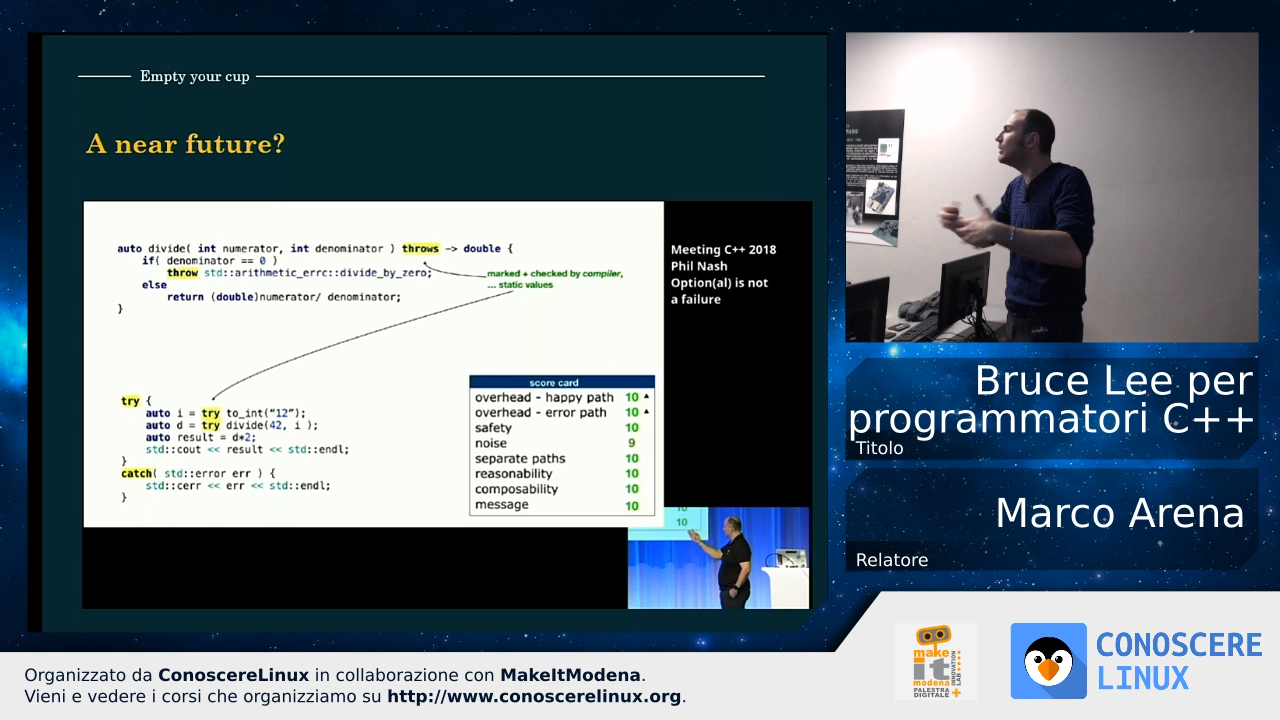 Empty your cup
A near future?
auto divide( int numerator, int denominator ) throws -> double {
if( denominator == 0 )
throw std::arithmetic_errc::divide_by_zero;
else
return (double)numerator/ denominator;
}
marked + checked by compiler,
... static values
try {
auto i = try to_int("12");
auto d = try divide(42, i );
auto result = d*2;
std::cout << result << std::endl;
}
catch( std::error err ) {
std::cerr << err << std::endl;
}
score card
overhead - happy path 10 ▲
overhead - error path 10 ▲
safety 10
noise 9
separate paths 10
reasonability 10
composability 10
message 10
Meeting C++ 2018
Phil Nash
Option(al) is not
a failure
10
10
Bruce Lee per
programmatori C++
Titolo
Marco Arena
Relatore
make
it
modena
PALESTRA
DIGITALE
INNOVATION
LAB
CONOSCERE
LINUX
Organizzato da ConoscereLinux in collaborazione con MakeItModena.
Vieni e vedere i corsi che organizziamo su http://www.conoscerelinux.org.